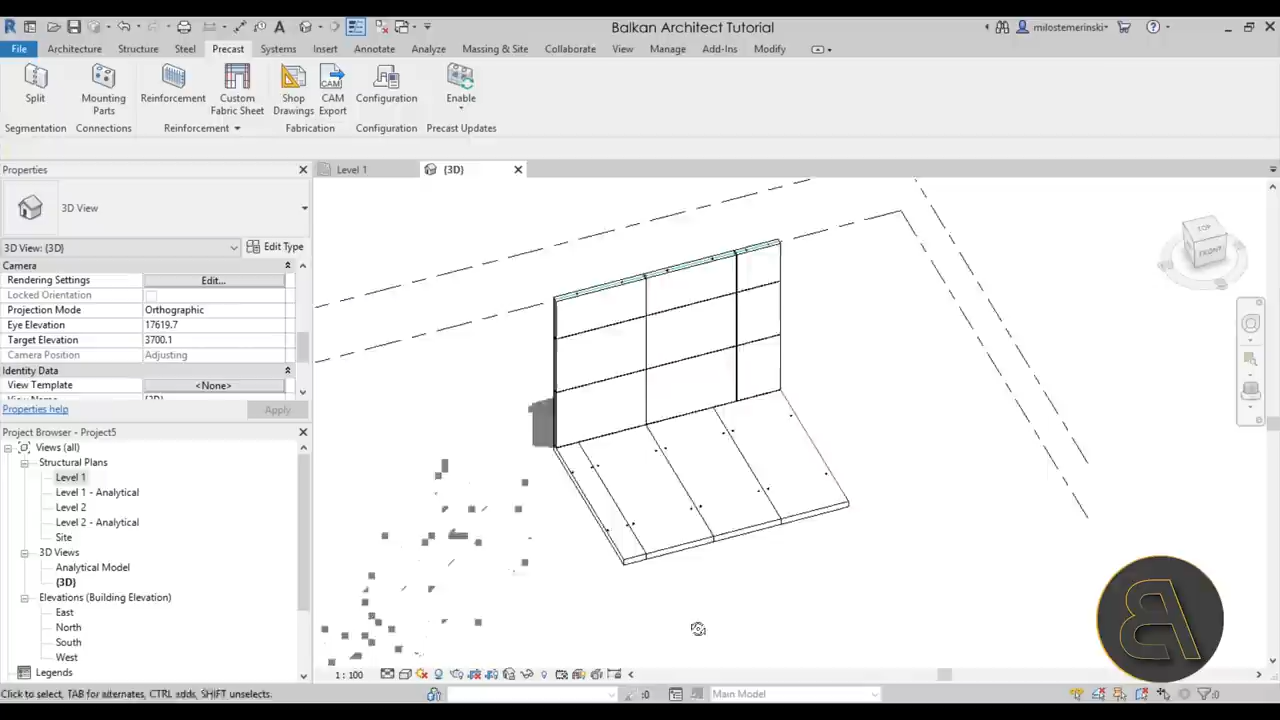 Balkan Architect Tutorial
milostemerinski
File Architecture Structure Steel Precast Systems Insert Annotate Analyze Massing & Site Collaborate View Manage Add-Ins Modify
Split
Mounting
Parts
Reinforcement
Custom
Fabric Sheet
Shop
Drawings
CAM
CAM
Export
Configuration
Enable
Segmentation Connections Reinforcement Fabrication Configuration Precast Updates
Properties
Level 1
(3D)
3D View
3D View: (3D)
Edit Type
Camera
Rendering Settings Edit...
Locked Orientation
Projection Mode Orthographic
Eye Elevation 17619.7
Target Elevation 3700.1
Camera Position Adjusting
Identity Data
View Template <None>
Properties help Apply
Project Browser - Project5
Views (all)
Structural Plans
Level 1
Level 1 - Analytical
Level 2
Level 2 - Analytical
Site
3D Views
Analytical Model
(3D)
Elevations (Building Elevation)
East
North
South
West
Legends
TOP
FRONT
1 : 100
Click to select, TAB for alternates, CTRL adds, SHIFT unselects.
:0
Main Model
:0